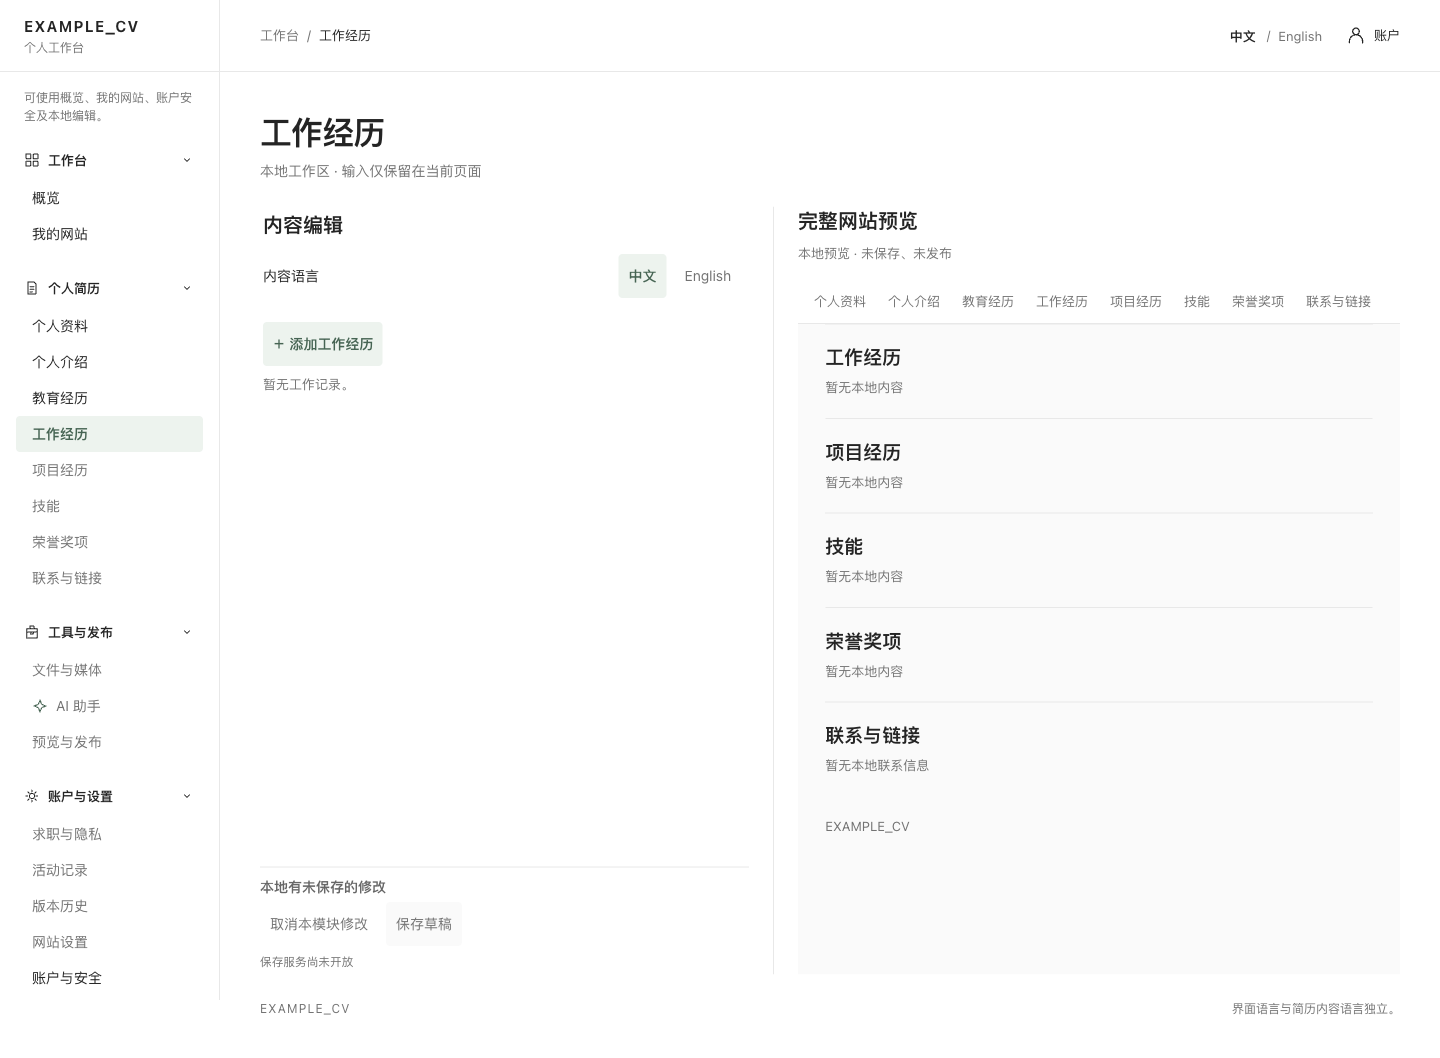 EXAMPLE_CV
个人工作台
工作台 / 工作经历
中文 / English
账户
可使用概览、我的网站、账户安
全及本地编辑。
工作台
概览
我的网站
个人简历
个人资料
个人介绍
教育经历
工作经历
项目经历
技能
荣誉奖项
联系与链接
工具与发布
文件与媒体
AI 助手
预览与发布
账户与设置
求职与隐私
活动记录
版本历史
网站设置
账户与安全
工作经历
本地工作区 · 输入仅保留在当前页面
内容编辑
内容语言
中文 English
+ 添加工作经历
暂无工作记录。
本地有未保存的修改
取消本模块修改 保存草稿
保存服务尚未开放
完整网站预览
本地预览 · 未保存、未发布
个人资料 个人介绍 教育经历 工作经历 项目经历 技能 荣誉奖项 联系与链接
工作经历
暂无本地内容
项目经历
暂无本地内容
技能
暂无本地内容
荣誉奖项
暂无本地内容
联系与链接
暂无本地联系信息
EXAMPLE_CV
EXAMPLE_CV
界面语言与简历内容语言独立。